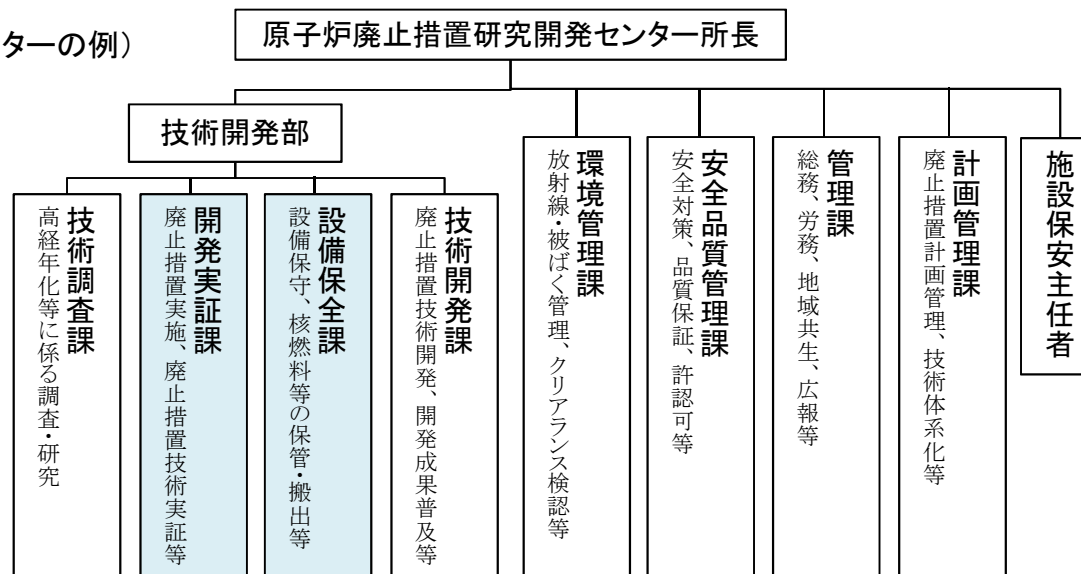 ターの例）
原子炉廃止措置研究開発センター所長
技術開発部
施設保安主任者
計画管理課
廃止措置計画管理、技術体系化等
管理課
総務、労務、地域共生、広報等
安全品質管理課
安全対策、品質保証、許認可等
環境管理課
放射線・被ばく管理、クリアランス検認等
技術開発課
廃止措置技術開発、開発成果普及等
設備保全課
設備保守、核燃料等の保管・搬出等
開発実証課
廃止措置実施、廃止措置技術実証等
技術調査課
高経年化等に係る調査・研究